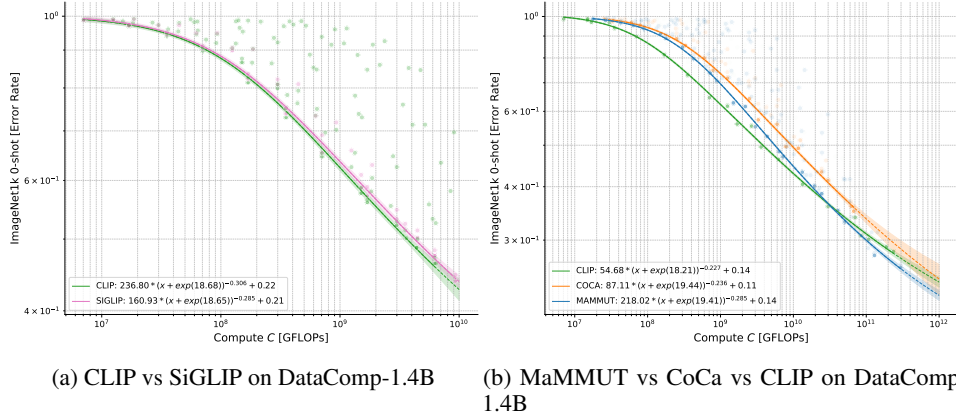 10⁰
6 × 10⁻¹
4 × 10⁻¹
ImageNet1k 0-shot [Error Rate]
CLIP: 236.80 * (x + exp(18.68))⁻⁰·³⁰⁶ + 0.22
SIGLIP: 160.93 * (x + exp(18.65))⁻⁰·²⁸⁵ + 0.21
10⁷ 10⁸ 10⁹ 10¹⁰
Compute C [GFLOPs]
(a) CLIP vs SiGLIP on DataComp-1.4B
10⁰
6 × 10⁻¹
4 × 10⁻¹
3 × 10⁻¹
ImageNet1k 0-shot [Error Rate]
CLIP: 54.68 * (x + exp(18.21))⁻⁰·²²⁷ + 0.14
COCA: 87.11 * (x + exp(19.44))⁻⁰·²³⁶ + 0.11
MAMMUT: 218.02 * (x + exp(19.41))⁻⁰·²⁸⁵ + 0.14
10⁷ 10⁸ 10⁹ 10¹⁰ 10¹¹ 10¹²
Compute C [GFLOPs]
(b) MaMMUT vs CoCa vs CLIP on DataComp
1.4B